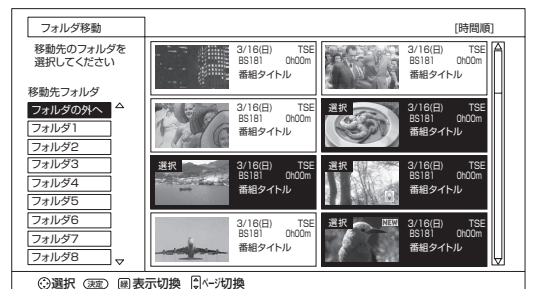 フォルダ移動
[時間順]
移動先のフォルダを
選択してください
移動先フォルダ
フォルダの外へ
フォルダ1
フォルダ2
フォルダ3
フォルダ4
フォルダ5
フォルダ6
フォルダ7
フォルダ8
3/16(日) TSE
BS181 0h00m
番組タイトル
3/16(日) TSE
BS181 0h00m
番組タイトル
3/16(日) TSE
BS181 0h00m
番組タイトル
選択
3/16(日) TSE
BS181 0h00m
番組タイトル
選択
3/16(日) TSE
BS181 0h00m
番組タイトル
選択
3/16(日) TSE
BS181 0h00m
番組タイトル
3/16(日) TSE
BS181 0h00m
番組タイトル
選択 NEW
3/16(日) TSE
BS181 0h00m
番組タイトル
選択 決定 緑 表示切換 ページ切換